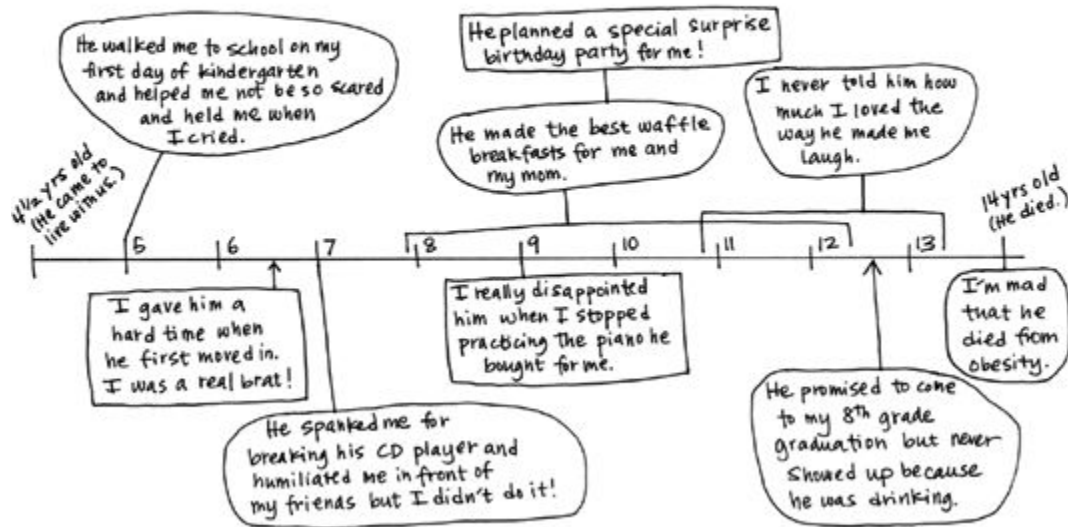 He walked me to school on my
first day of kindergarten
and helped me not be so scared
and held me when
I cried.
He planned a special surprise
birthday party for me!
He made the best waffle
breakfasts for me and
my mom.
I never told him how
much I loved the
way he made me
laugh.
4 1/2 yrs old
(He came to
live with us.)
14 yrs old
(He died.)
5 6 7 8 9 10 11 12 13
I gave him a
hard time when
he first moved in.
I was a real brat!
I really disappointed
him when I stopped
practicing the piano he
bought for me.
I'm mad
that he
died from
obesity.
He spanked me for
breaking his CD player and
humiliated me in front of
my friends but I didn't do it!
He promised to come
to my 8th grade
graduation but never
showed up because
he was drinking.